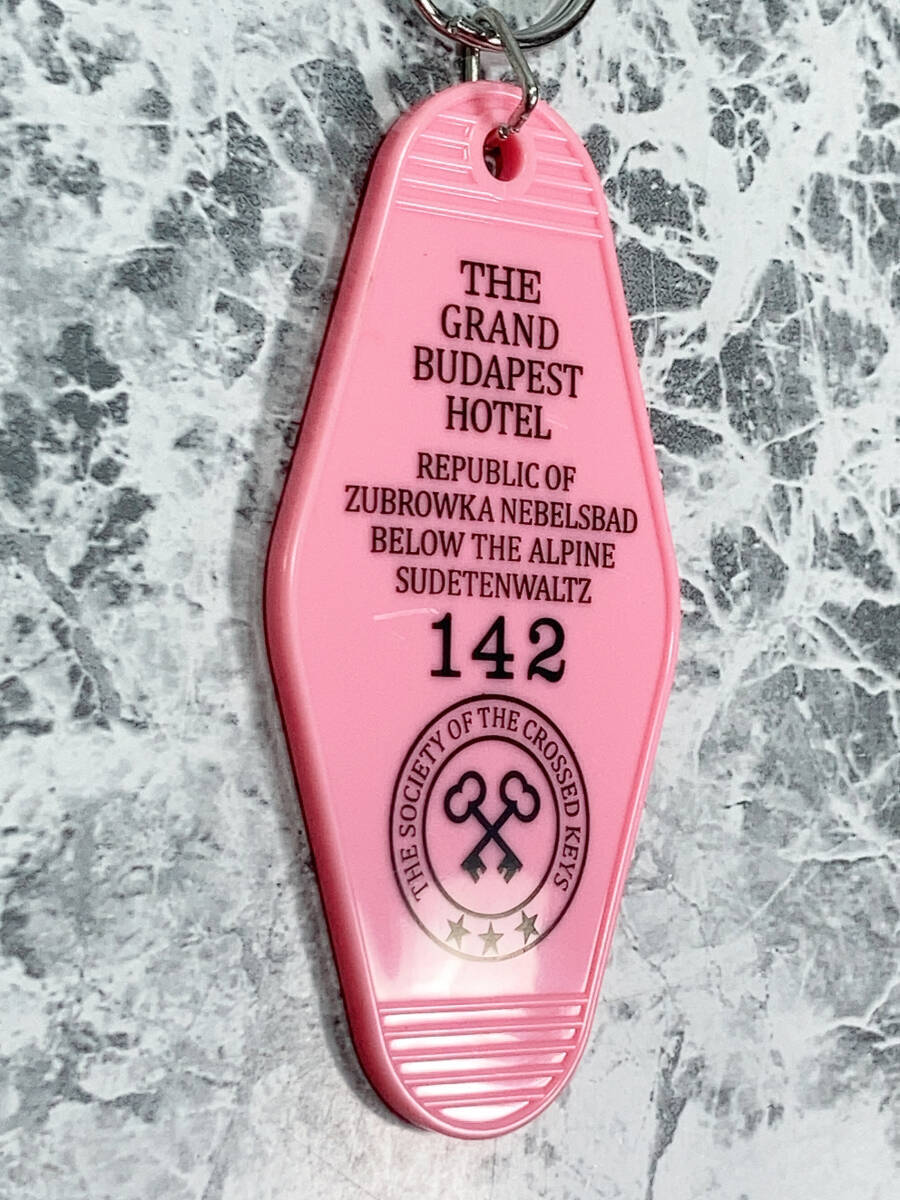 THE
GRAND
BUDAPEST
HOTEL
REPUBLIC OF
ZUBROWKA NEBELSBAD
BELOW THE ALPINE
SUDETENWALTZ
142
THE SOCIETY OF THE CROSSED KEYS